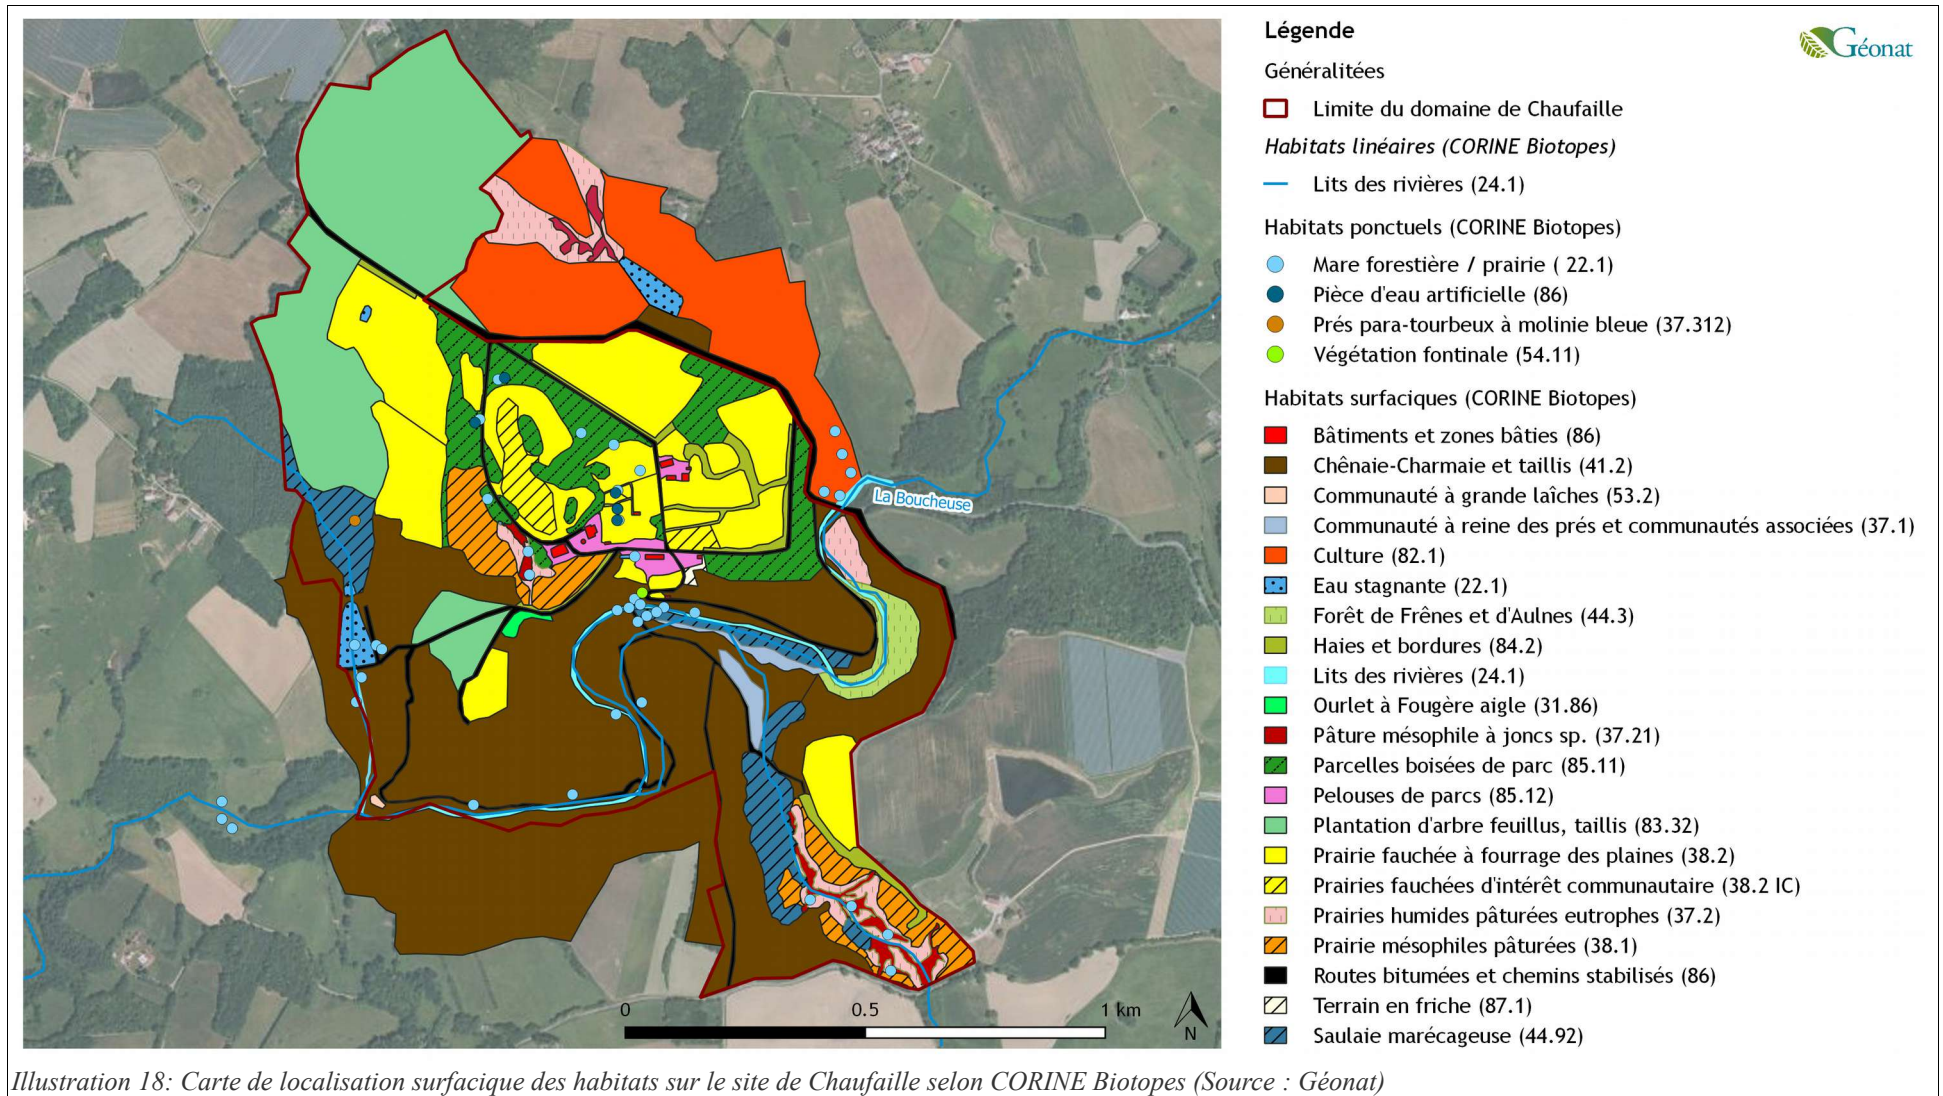 Légende
Géonat
Généralitées
Limite du domaine de Chaufaille
Habitats linéaires (CORINE Biotopes)
Lits des rivières (24.1)
Habitats ponctuels (CORINE Biotopes)
Mare forestière / prairie ( 22.1)
Pièce d'eau artificielle (86)
Prés para-tourbeux à molinie bleue (37.312)
Végétation fontinale (54.11)
Habitats surfaciques (CORINE Biotopes)
Bâtiments et zones bâties (86)
Chênaie-Charmaie et taillis (41.2)
Communauté à grande laîches (53.2)
Communauté à reine des prés et communautés associées (37.1)
Culture (82.1)
Eau stagnante (22.1)
Forêt de Frênes et d'Aulnes (44.3)
Haies et bordures (84.2)
Lits des rivières (24.1)
Ourlet à Fougère aigle (31.86)
Pâture mésophile à joncs sp. (37.21)
Parcelles boisées de parc (85.11)
Pelouses de parcs (85.12)
Plantation d'arbre feuillus, taillis (83.32)
Prairie fauchée à fourrage des plaines (38.2)
Prairies fauchées d'intérêt communautaire (38.2 IC)
Prairies humides pâturées eutrophes (37.2)
Prairie mésophiles pâturées (38.1)
Routes bitumées et chemins stabilisés (86)
Terrain en friche (87.1)
Saulaie marécageuse (44.92)
La Boucheuse
0 0.5 1 km
N
Illustration 18: Carte de localisation surfacique des habitats sur le site de Chaufaille selon CORINE Biotopes (Source : Géonat)